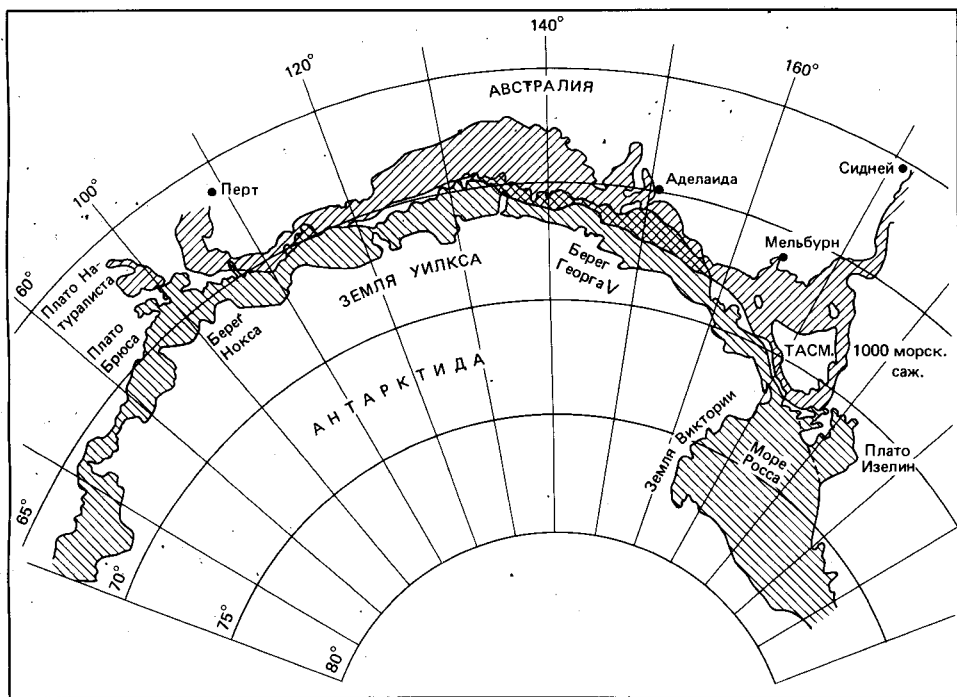 140°
120°
160°
АВСТРАЛИЯ
Сидней
100°
Перт
Аделаида
Мельбурн
60°
Плато На-
туралиста
Плато
Брюса
Берег
Нокса
ЗЕМЛЯ УИЛКСА
Берег
Георга V
ТАСМ.
1000 морск.
саж.
АНТАРКТИДА
Земля Виктории
Море
Росса
Плато
Изелин
65°
70°
75°
80°